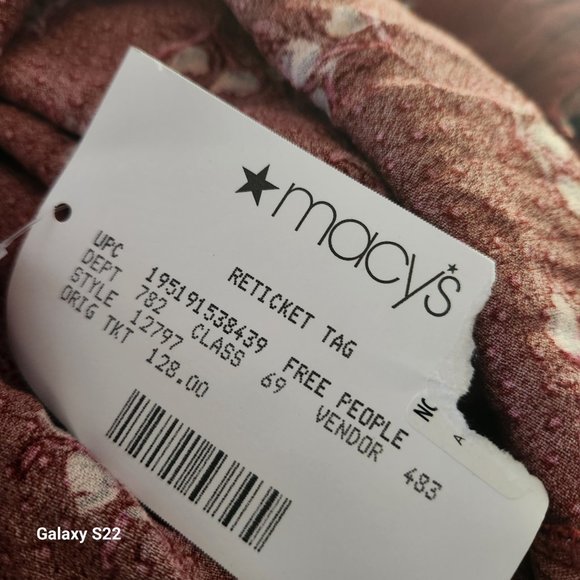 ★macy★s
RETICKET TAG
UPC 195191538439 FREE PEOPLE
DEPT 782 CLASS 69 VENDOR 483
STYLE 12797
ORIG TKT 128.00
NC
A
Galaxy S22